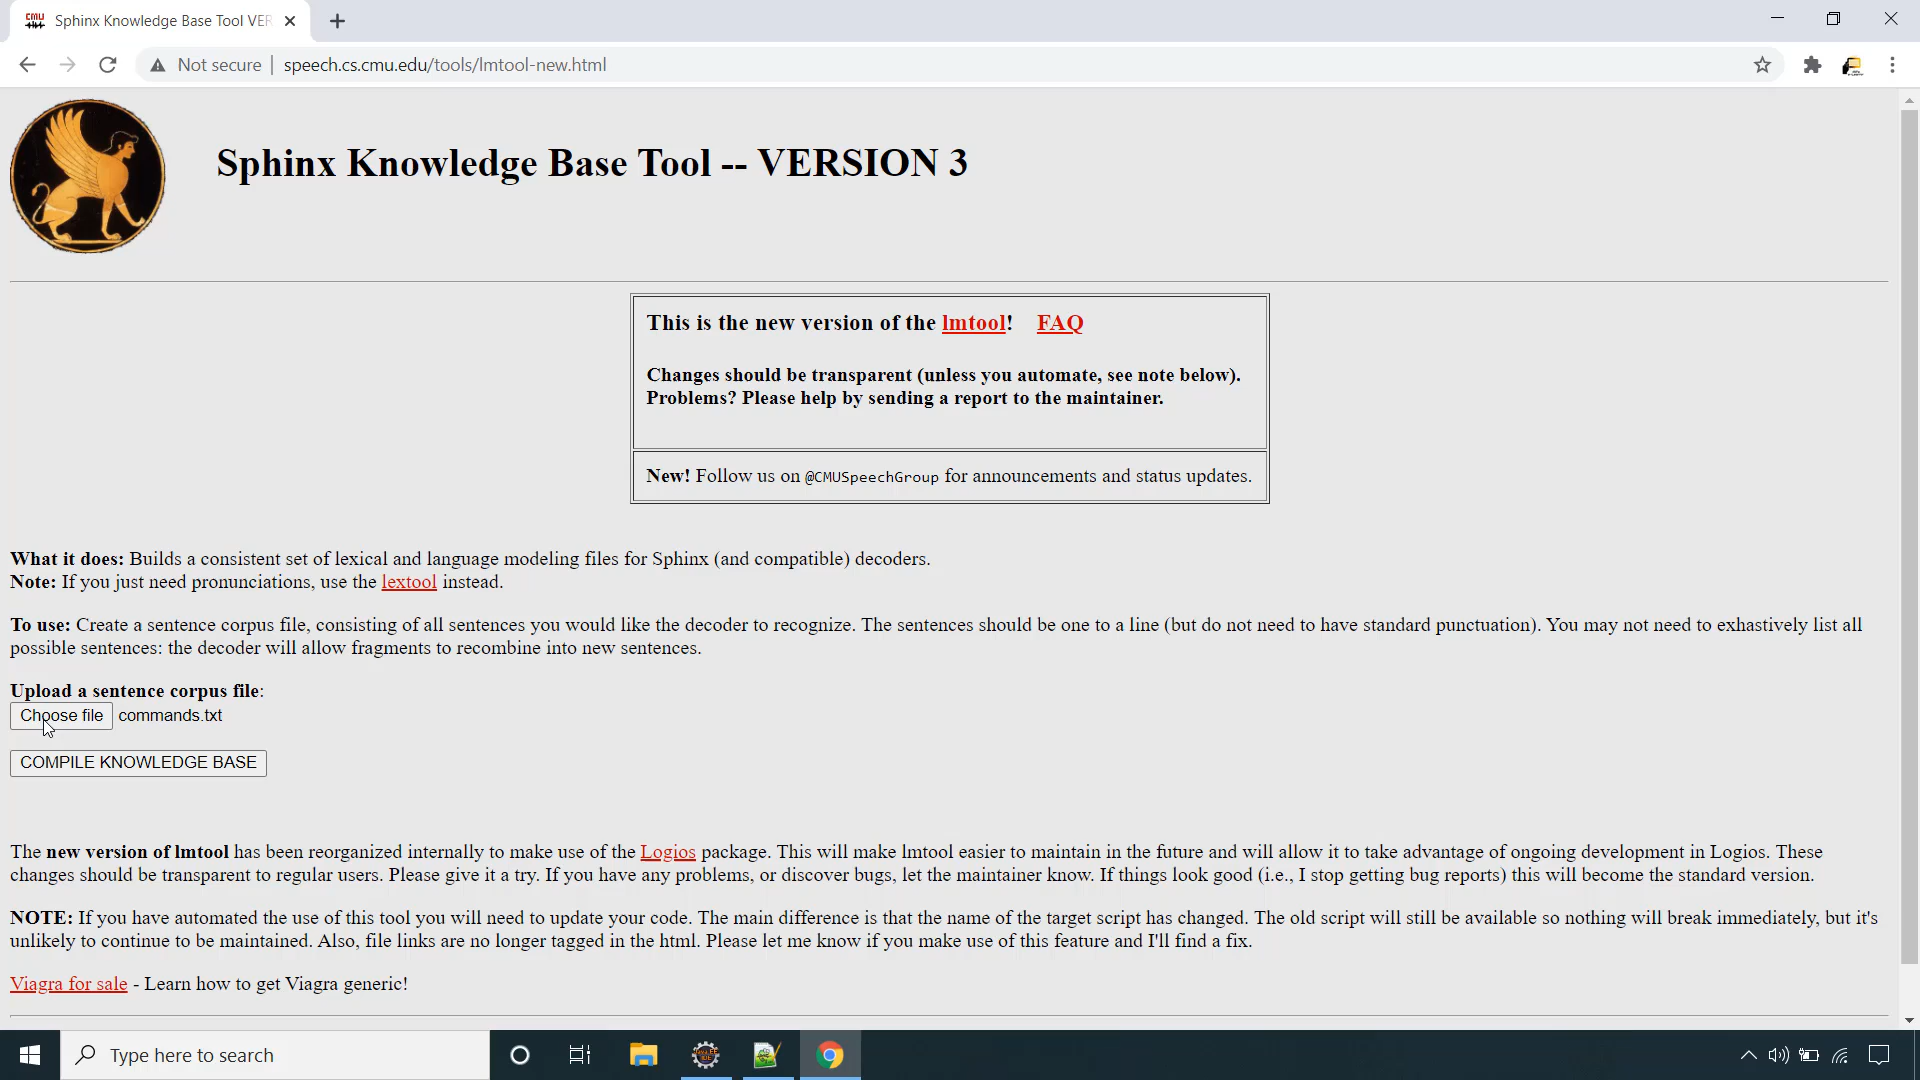 CMU
Sphinx Knowledge Base Tool VER
Not secure
speech.cs.cmu.edu/tools/lmtool-new.html
Sphinx Knowledge Base Tool -- VERSION 3
This is the new version of the lmtool! FAQ
Changes should be transparent (unless you automate, see note below).
Problems? Please help by sending a report to the maintainer.
New! Follow us on @CMUSpeechGroup for announcements and status updates.
What it does: Builds a consistent set of lexical and language modeling files for Sphinx (and compatible) decoders.
Note: If you just need pronunciations, use the lextool instead.
To use: Create a sentence corpus file, consisting of all sentences you would like the decoder to recognize. The sentences should be one to a line (but do not need to have standard punctuation). You may not need to exhastively list all
possible sentences: the decoder will allow fragments to recombine into new sentences.
Upload a sentence corpus file:
Choose file commands.txt
COMPILE KNOWLEDGE BASE
The new version of lmtool has been reorganized internally to make use of the Logios package. This will make lmtool easier to maintain in the future and will allow it to take advantage of ongoing development in Logios. These
changes should be transparent to regular users. Please give it a try. If you have any problems, or discover bugs, let the maintainer know. If things look good (i.e., I stop getting bug reports) this will become the standard version.
NOTE: If you have automated the use of this tool you will need to update your code. The main difference is that the name of the target script has changed. The old script will still be available so nothing will break immediately, but it's
unlikely to continue to be maintained. Also, file links are no longer tagged in the html. Please let me know if you make use of this feature and I'll find a fix.
Viagra for sale - Learn how to get Viagra generic!
Type here to search